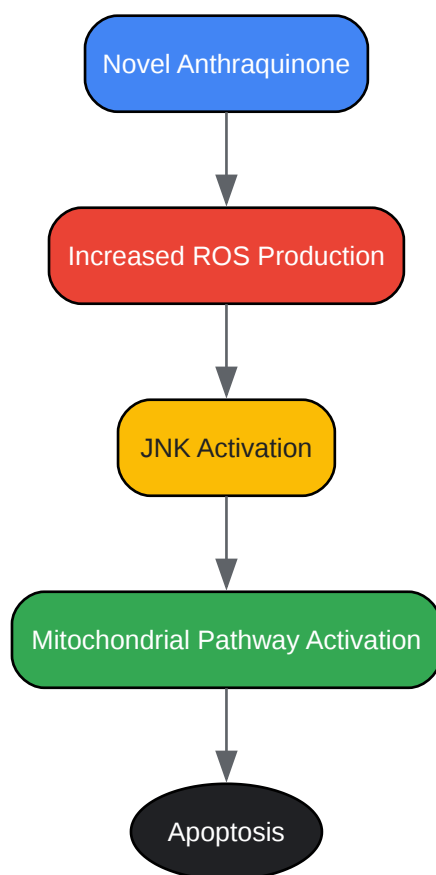 Novel Anthraquinone
Increased ROS Production
JNK Activation
Mitochondrial Pathway Activation
Apoptosis